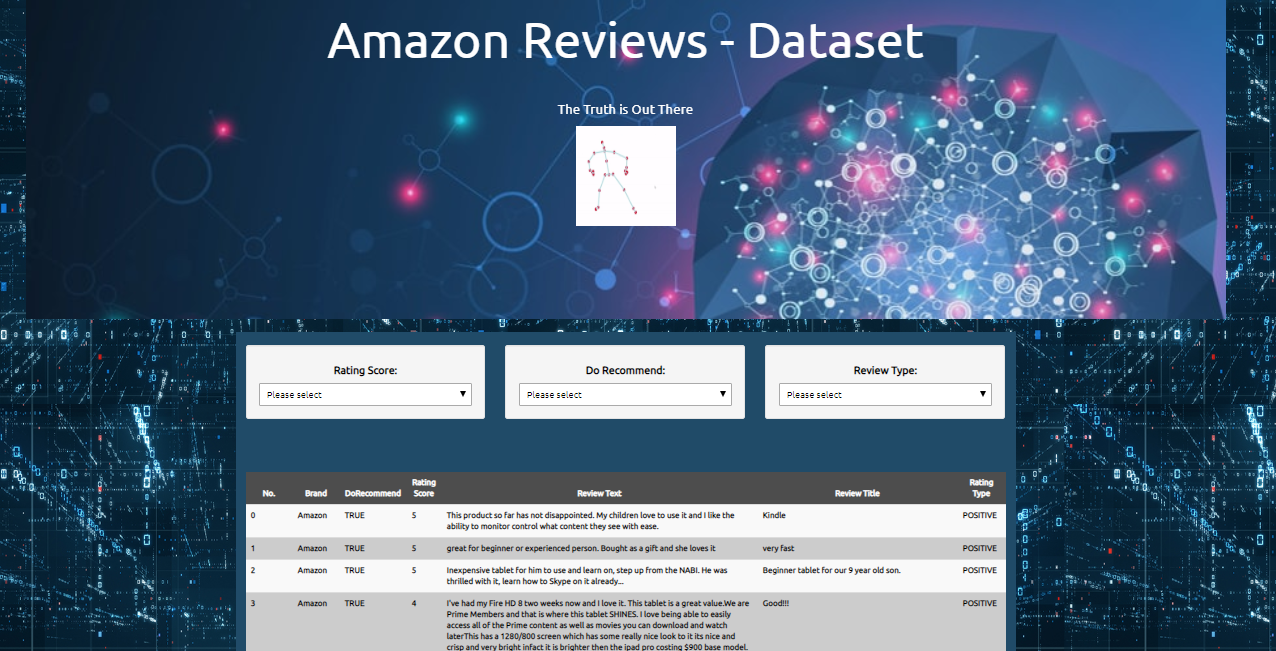 Amazon Reviews - Dataset
The Truth is Out There
Rating Score:
Please select
Do Recommend:
Please select
Review Type:
Please select
No. Brand DoRecommend Rating Score Review Text Review Title Rating Type
0 Amazon TRUE 5 This product so far has not disappointed. My children love to use it and I like the Kindle POSITIVE
ability to monitor control what content they see with ease.
1 Amazon TRUE 5 great for beginner or experienced person. Bought as a gift and she loves it very fast POSITIVE
2 Amazon TRUE 5 Inexpensive tablet for him to use and learn on, step up from the NABI. He was Beginner tablet for our 9 year old son. POSITIVE
thrilled with it, learn how to Skype on it already...
3 Amazon TRUE 4 I've had my Fire HD 8 two weeks now and I love it. This tablet is a great value.We are Good!!! POSITIVE
Prime Members and that is where this tablet SHINES. I love being able to easily
access all of the Prime content as well as movies you can download and watch
laterThis has a 1280/800 screen which has some really nice look to it its nice and
crisp and very bright infact it is brighter then the ipad pro costing $900 base model.